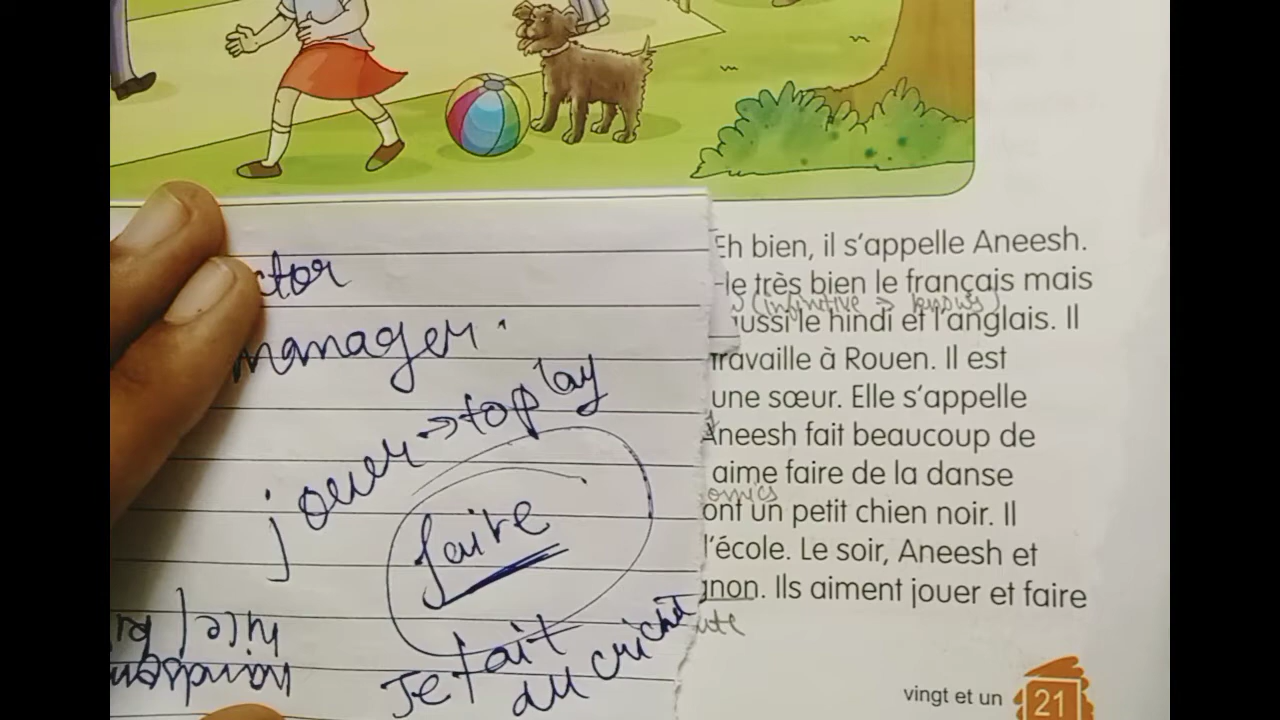 ctor
manager.
jouer → to play
faire
Je fait
du cricket
Eh bien, il s'appelle Aneesh.
le très bien le français mais
(infinitive → knows)
aussi le hindi et l'anglais. Il
travaille à Rouen. Il est
une sœur. Elle s'appelle
Aneesh fait beaucoup de
aime faire de la danse
omics
ont un petit chien noir. Il
l'école. Le soir, Aneesh et
gnon. Ils aiment jouer et faire
ute
vingt et un 21